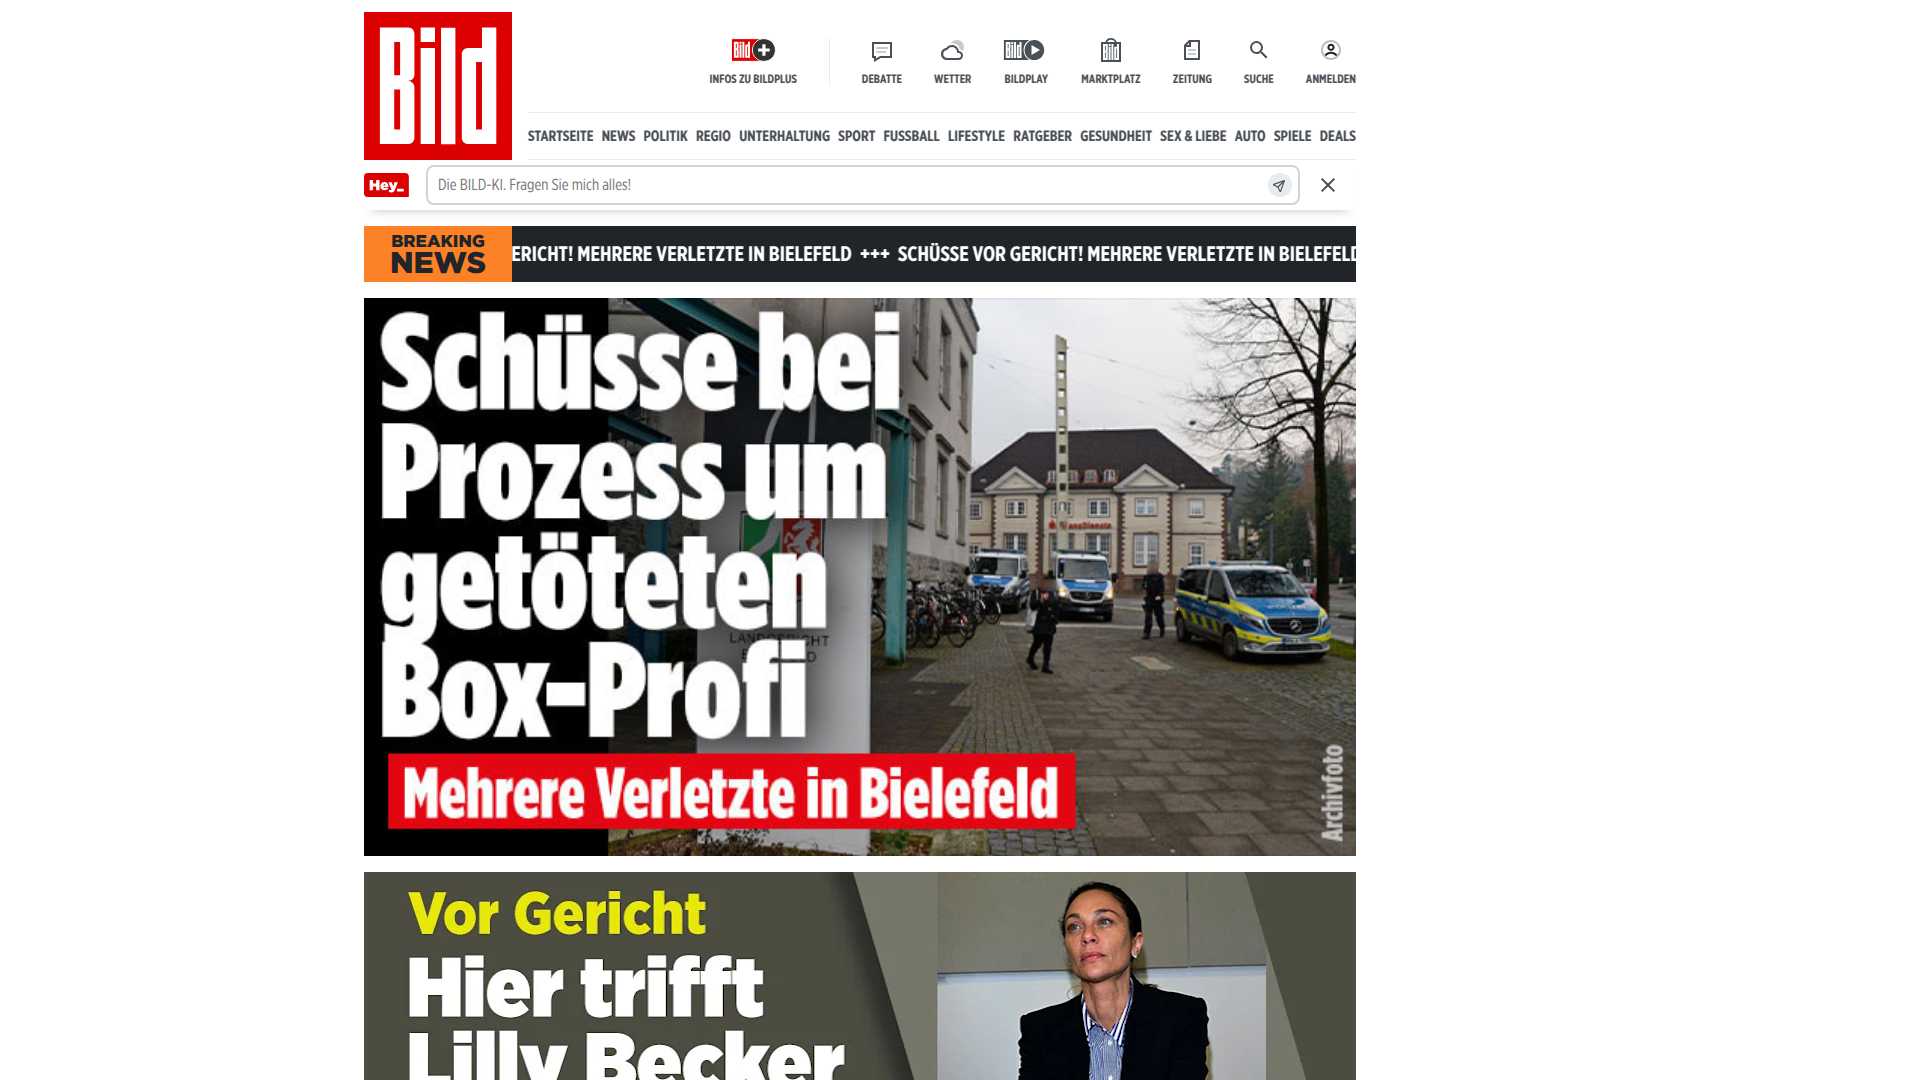 Bild
Bild
INFOS ZU BILDPLUS
DEBATTE
WETTER
Bild
BILDPLAY
Bild
MARKTPLATZ
ZEITUNG
SUCHE
ANMELDEN
STARTSEITE NEWS POLITIK REGIO UNTERHALTUNG SPORT FUSSBALL LIFESTYLE RATGEBER GESUNDHEIT SEX & LIEBE AUTO SPIELE DEALS
Hey_
Die BILD-KI. Fragen Sie mich alles!
BREAKING
NEWS
ERICHT! MEHRERE VERLETZTE IN BIELEFELD +++ SCHÜSSE VOR GERICHT! MEHRERE VERLETZTE IN BIELEFELD
Schüsse bei
Prozess um
getöteten
Box-Profi
Mehrere Verletzte in Bielefeld
Archivfoto
Vor Gericht
Hier trifft
Lilly Becker